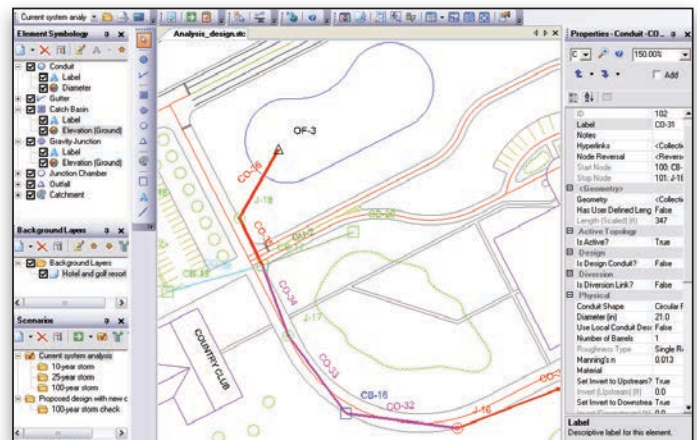 Current system analy
Element Symbology
Conduit
Label
Diameter
Gutter
Catch Basin
Label
Elevation (Ground)
Gravity Junction
Label
Elevation (Ground)
Junction Chamber
Outfall
Catchment
Background Layers
Background Layers
Hotel and golf resort
Scenarios
Current system analysis
10-year storm
25-year storm
100-year storm
Proposed design with new c
100-year storm check
Analysis_design.stc
OF-3
CO-36
J-18
CO-35
CB-18
CO-34
J-17
CO-33
CB-16
CO-32
J-16
COUNTRY CLUB
Properties - Conduit - CO...
150.00%
Add
ID 102
Label CO-31
Notes
Hyperlinks <Collecti
Node Reversal <Revers
Start Node 100: CB-
Stop Node 101: J-16
<Geometry>
Geometry <Collecti
Has User Defined Leng False
Length (Scaled) (ft) 347
Active Topology
Is Active? True
Design
Is Design Conduit? False
Diversion
Is Diversion Link? False
Physical
Conduit Shape Circular F
Diameter (in) 21.0
Use Local Conduit Desc False
Number of Barrels 1
Roughness Type Single R
Manning's n 0.013
Material
Set Invert to Upstream? True
Invert (Upstream) (ft) 0.0
Set Invert to Downstrea True
Label
Descriptive label for this element.